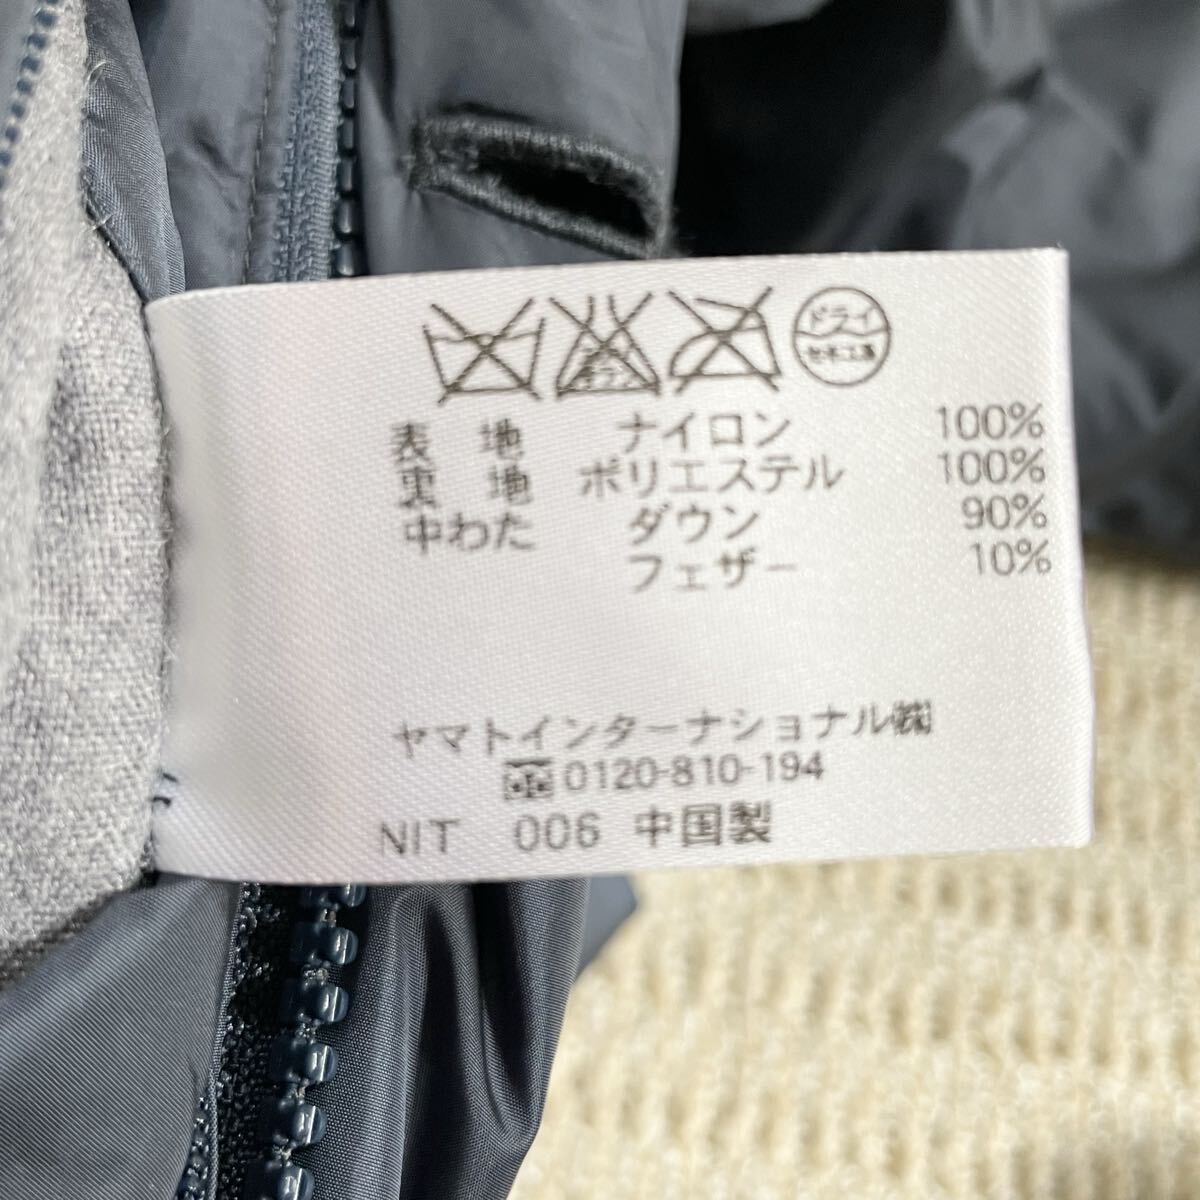 ドライ
セキユ系
表 地 ナイロン 100%
裏 地 ポリエステル 100%
中わた ダウン 90%
フェザー 10%
ヤマトインターナショナル㈱
0120-810-194
NIT 006 中国製